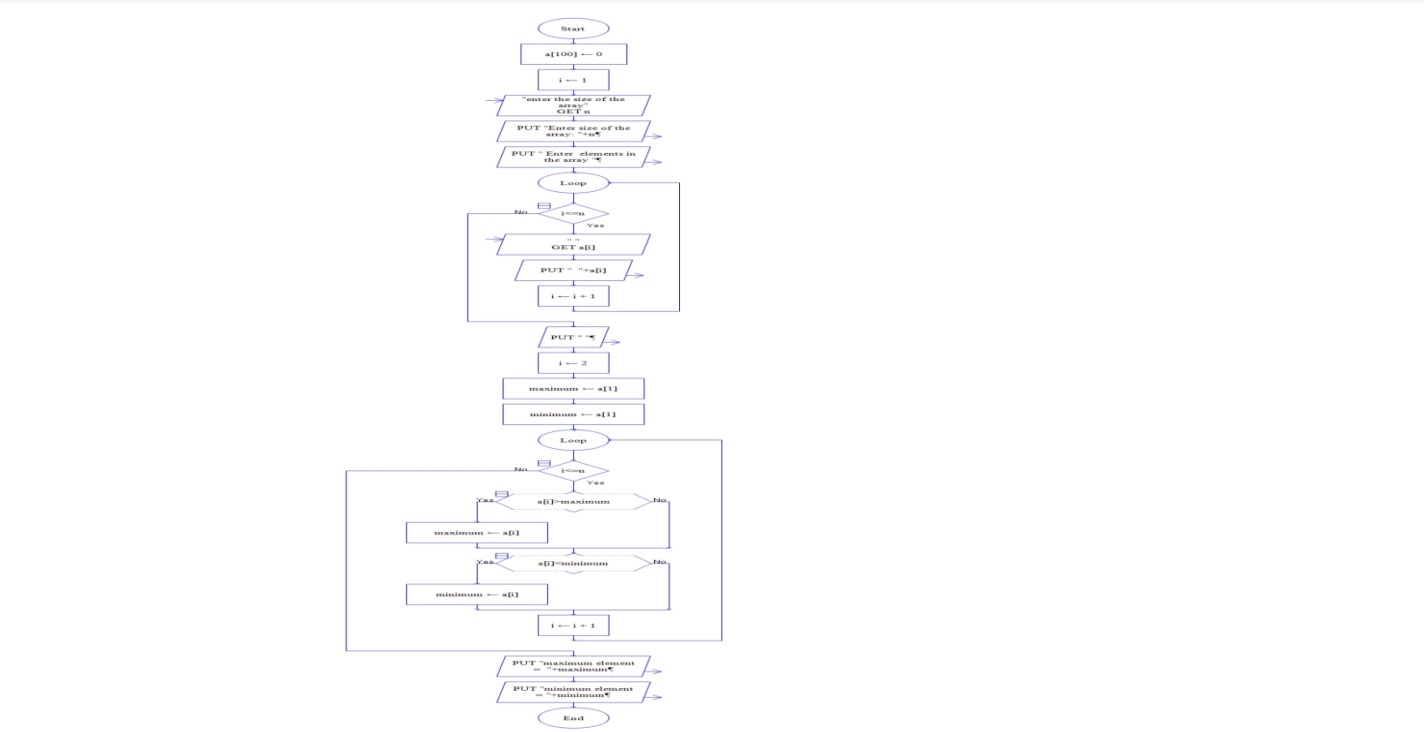 Start
a[100] ← 0
i ← 1
"enter the size of the
array"
GET n
PUT "Enter size of the
array: "+n¶
PUT " Enter  elements in
the array "¶
Loop
No
i<=n
Yes
" "
GET a[i]
PUT "  "+a[i]
i ← i + 1
PUT " "¶
i ← 2
maximum ← a[1]
minimum ← a[1]
Loop
No
i<=n
Yes
Yes
a[i]>maximum
No
maximum ← a[i]
Yes
No
minimum ← a[i]
i ← i + 1
PUT "maximum element
= "+maximum¶
PUT "minimum element
= "+minimum¶
End